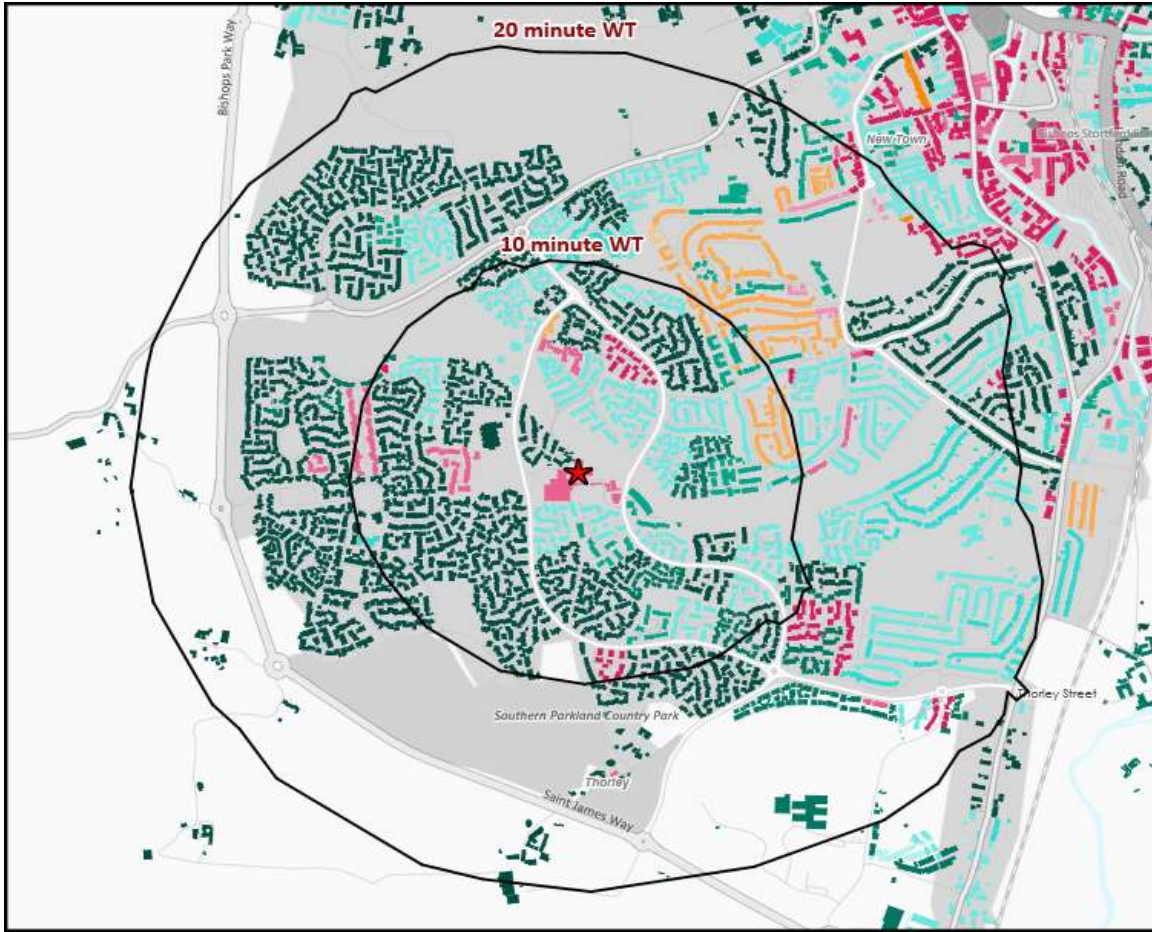 20 minute WT
Bishops Park Way
New Town
10 minute WT
Thorley Street
Southern Parkland Country Park
Thorley
Saint James Way